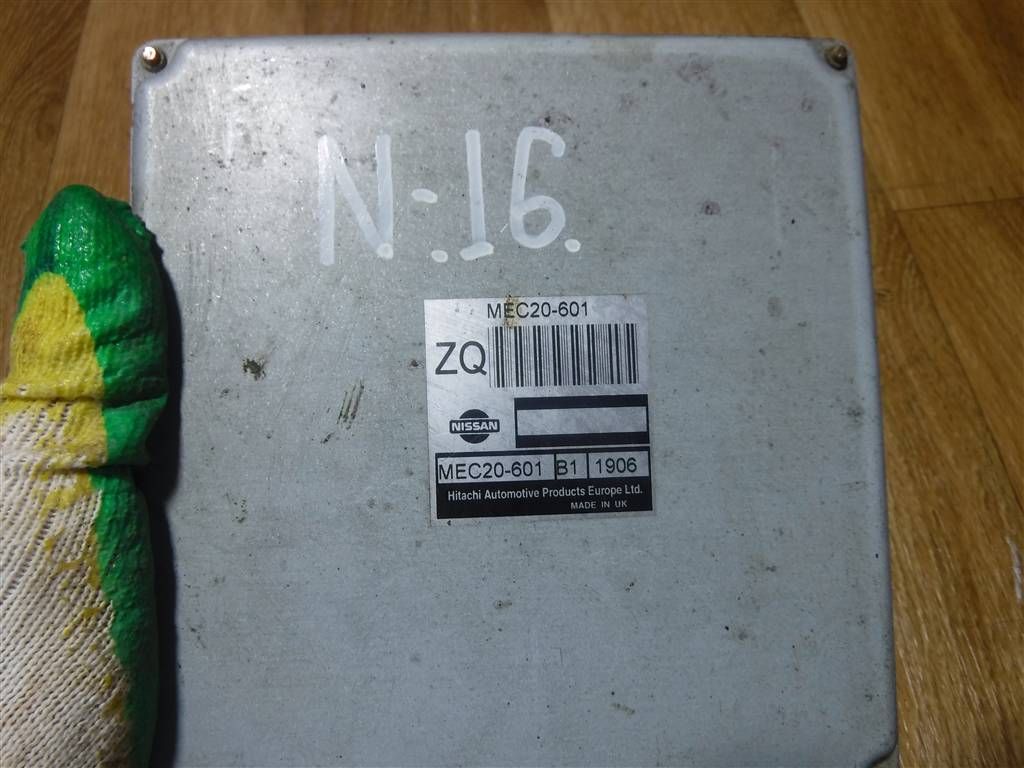 N-16.
MEC20-601
ZQ
NISSAN
MEC20-601 B1 1906
Hitachi Automotive Products Europe Ltd.
MADE IN UK